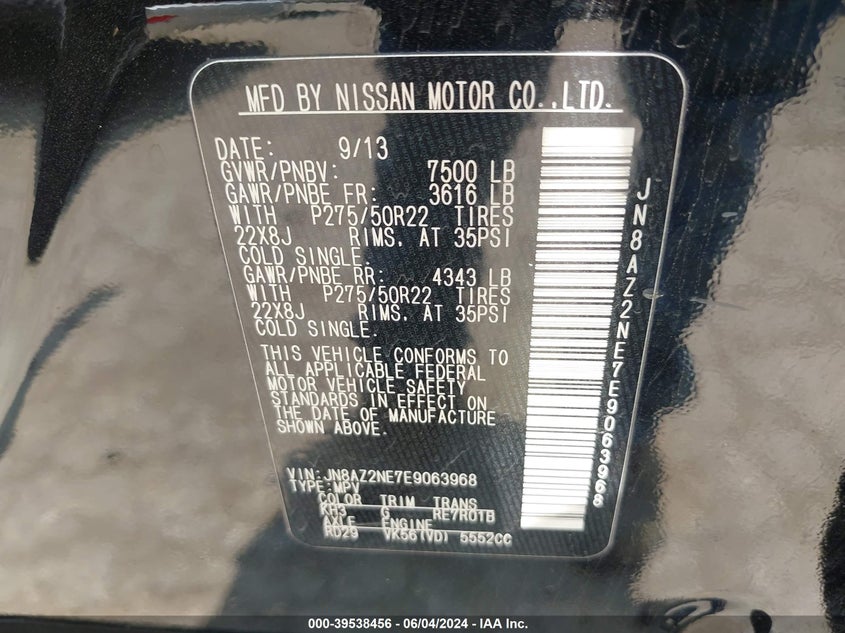 MFD BY NISSAN MOTOR CO.,LTD.
DATE: 9/13
GVWR/PNBV: 7500 LB
GAWR/PNBE FR: 3616 LB
WITH P275/50R22 TIRES
22X8J RIMS. AT 35PSI
COLD SINGLE.
GAWR/PNBE RR: 4343 LB
WITH P275/50R22 TIRES
22X8J RIMS. AT 35PSI
COLD SINGLE.
THIS VEHICLE CONFORMS TO
ALL APPLICABLE FEDERAL
MOTOR VEHICLE SAFETY
STANDARDS IN EFFECT ON
THE DATE OF MANUFACTURE
SHOWN ABOVE.
VIN:JN8AZ2NE7E9063968
TYPE:MPV
COLOR TRIM TRANS
KH3 G RE7R01B
AXLE ENGINE
RD29 VK56(VD) 5552CC
JN8AZ2NE7E9063968
000-39538456 - 06/04/2024 - IAA Inc.